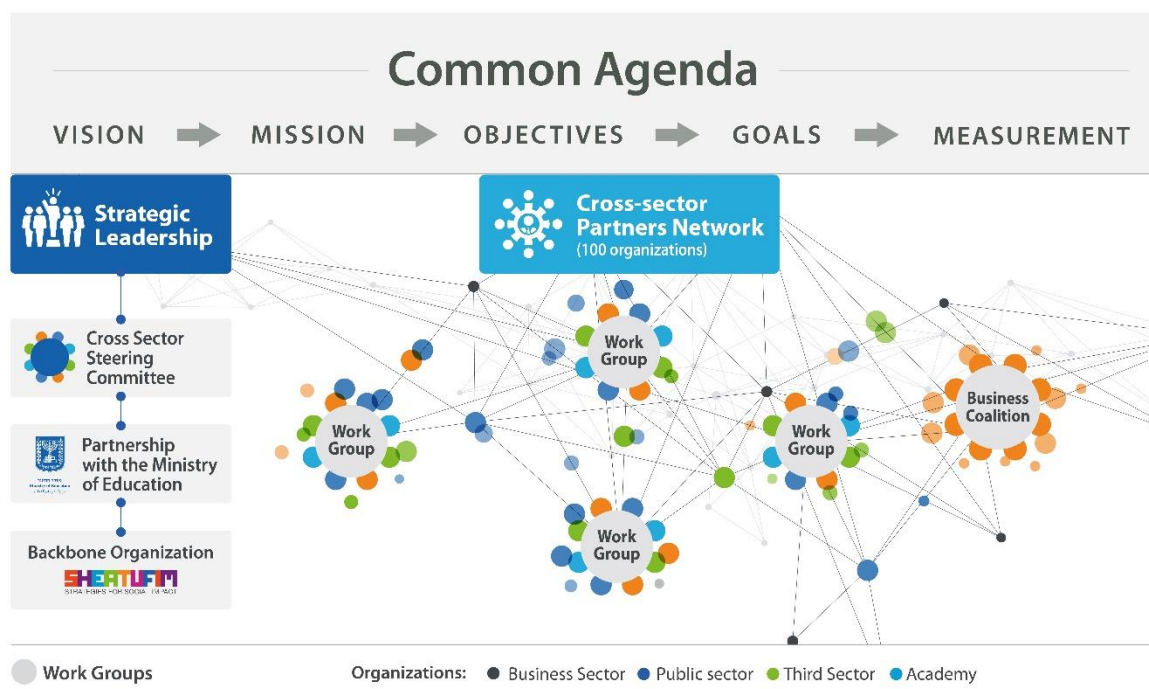 Common Agenda
VISION
MISSION
OBJECTIVES
GOALS
MEASUREMENT
Strategic
Leadership
Cross-sector
Partners Network
(100 organizations)
Cross Sector
Steering
Committee
Partnership
with the Ministry
of Education
Backbone Organization
SHEATUFIM
STRATEGIES FOR SOCIAL IMPACT
Work
Group
Work
Group
Work
Group
Work
Group
Business
Coalition
Work Groups
Organizations:
Business Sector
Public sector
Third Sector
Academy